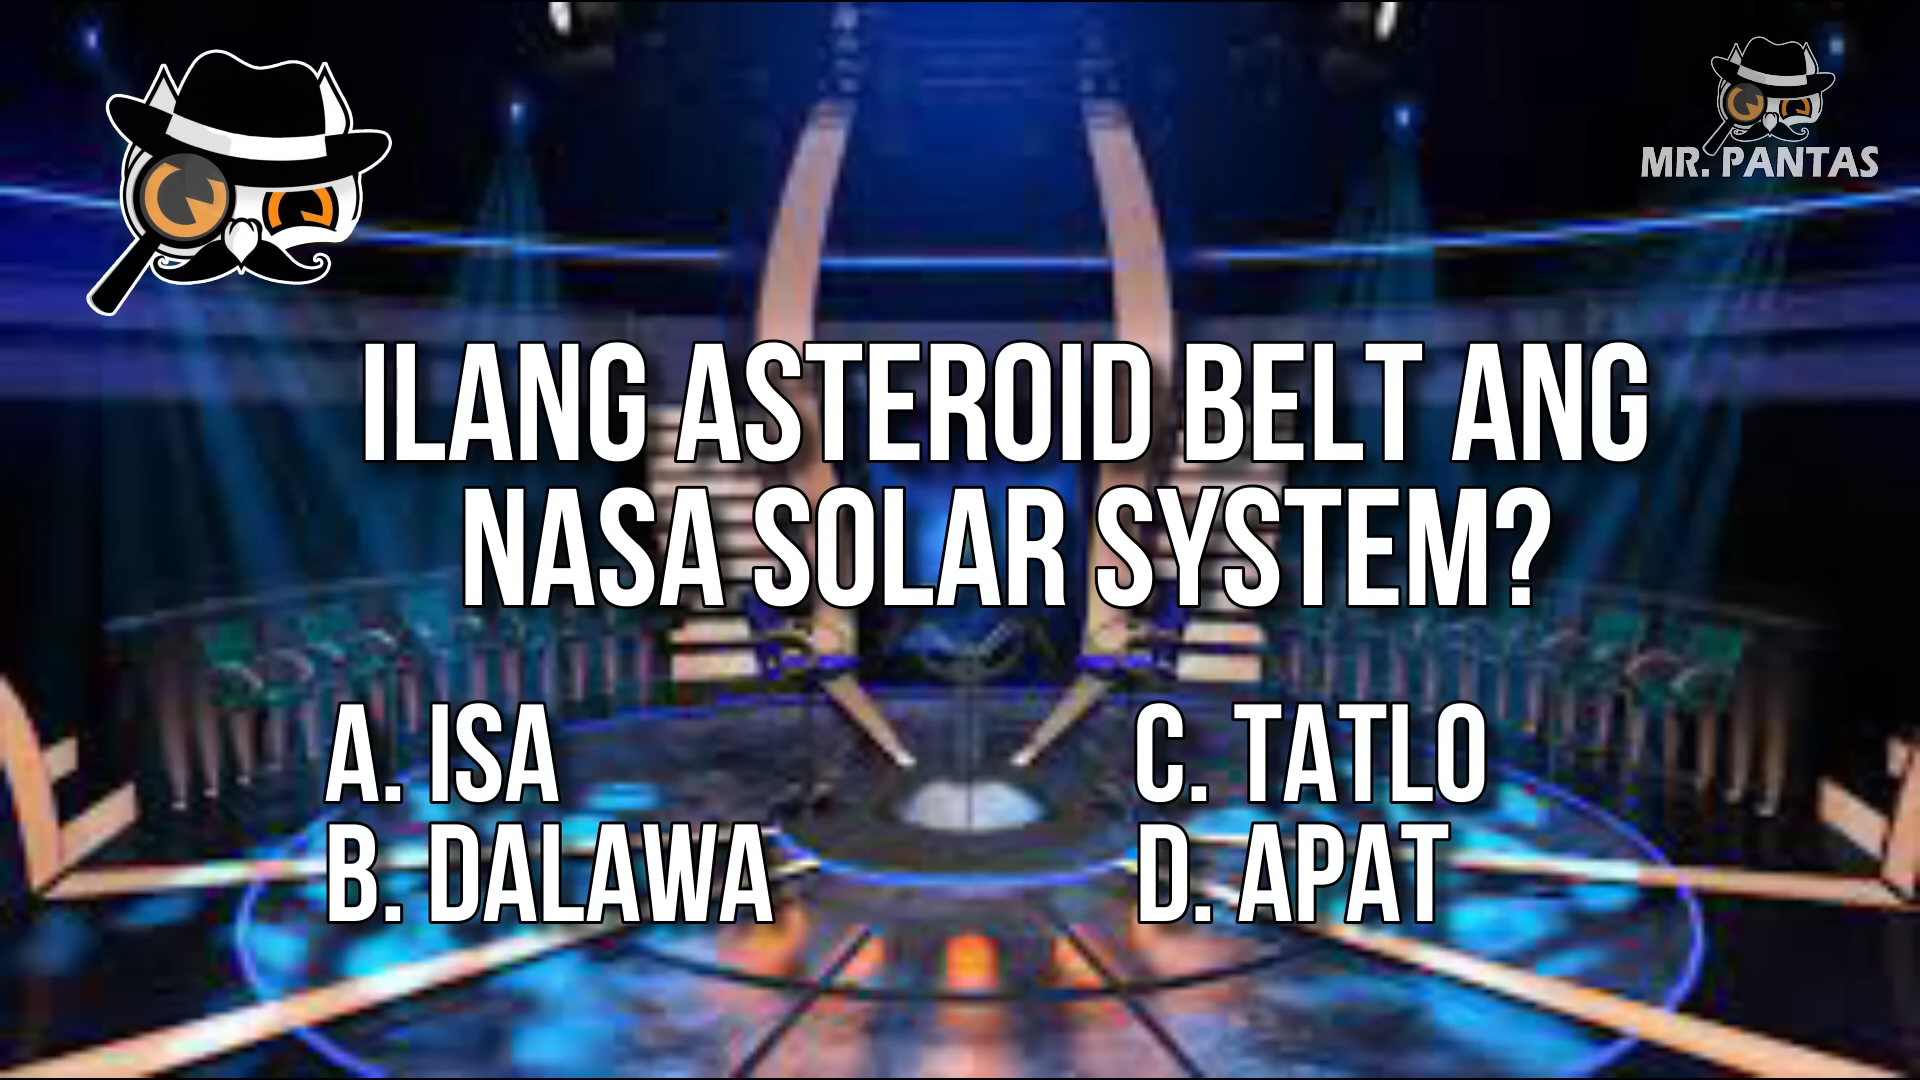 MR. PANTAS
ILANG ASTEROID BELT ANG
NASA SOLAR SYSTEM?
A. ISA
B. DALAWA
C. TATLO
D. APAT